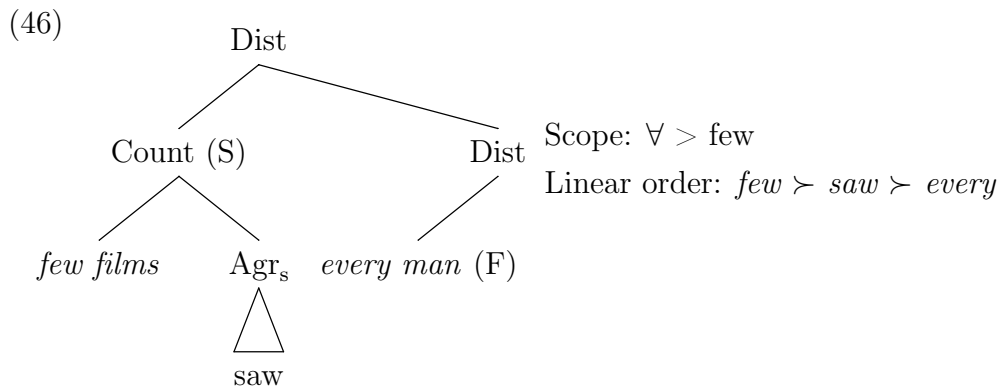 (46)
Dist
Count (S) Dist Scope: ∀ > few
Linear order: few ≻ saw ≻ every
few films Agrs every man (F)
saw